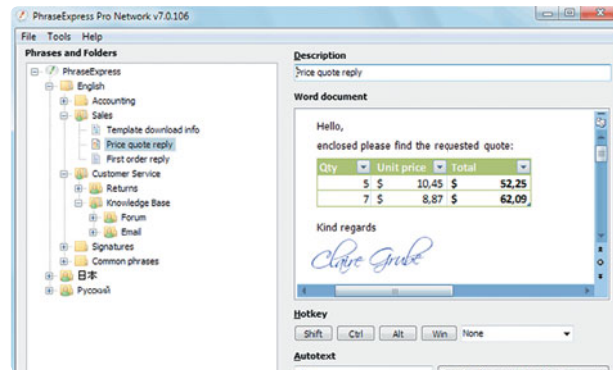 PhraseExpress Pro Network v7.0.106
File Tools Help
Phrases and Folders
PhraseExpress
English
Accounting
Sales
Template download info
Price quote reply
First order reply
Customer Service
Returns
Knowledge Base
Forum
Email
Signatures
Common phrases
日本
Русский
Description
Price quote reply
Word document
Hello,
enclosed please find the requested quote:
Qty Unit price Total
5 $ 10,45 $ 52,25
7 $ 8,87 $ 62,09
Kind regards
Claire Grube
Hotkey
Shift Ctrl Alt Win None
Autotext